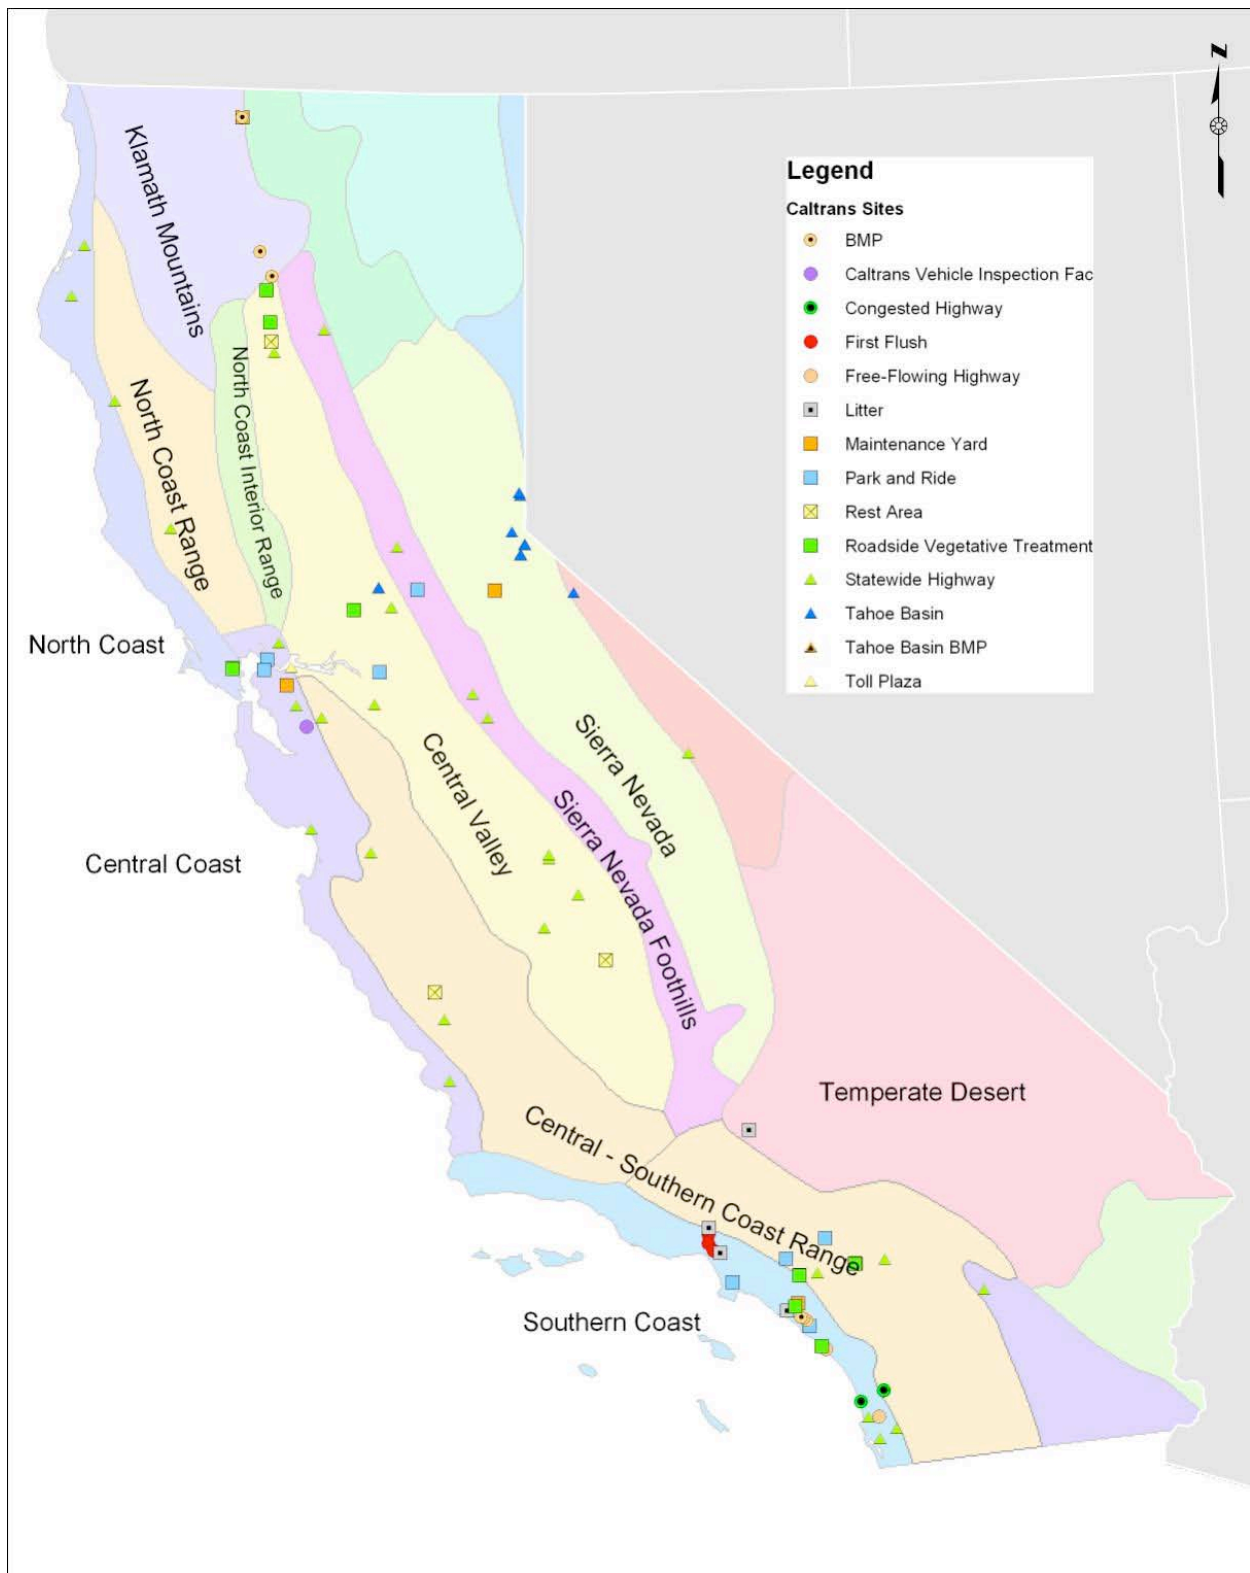 N
Klamath Mountains
Legend
Caltrans Sites
BMP
Caltrans Vehicle Inspection Fac
Congested Highway
First Flush
Free-Flowing Highway
Litter
Maintenance Yard
Park and Ride
Rest Area
Roadside Vegetative Treatment
Statewide Highway
Tahoe Basin
Tahoe Basin BMP
Toll Plaza
North Coast Range
North Coast Interior Range
North Coast
Central Valley
Sierra Nevada
Sierra Nevada Foothills
Central Coast
Temperate Desert
Central - Southern Coast Range
Southern Coast